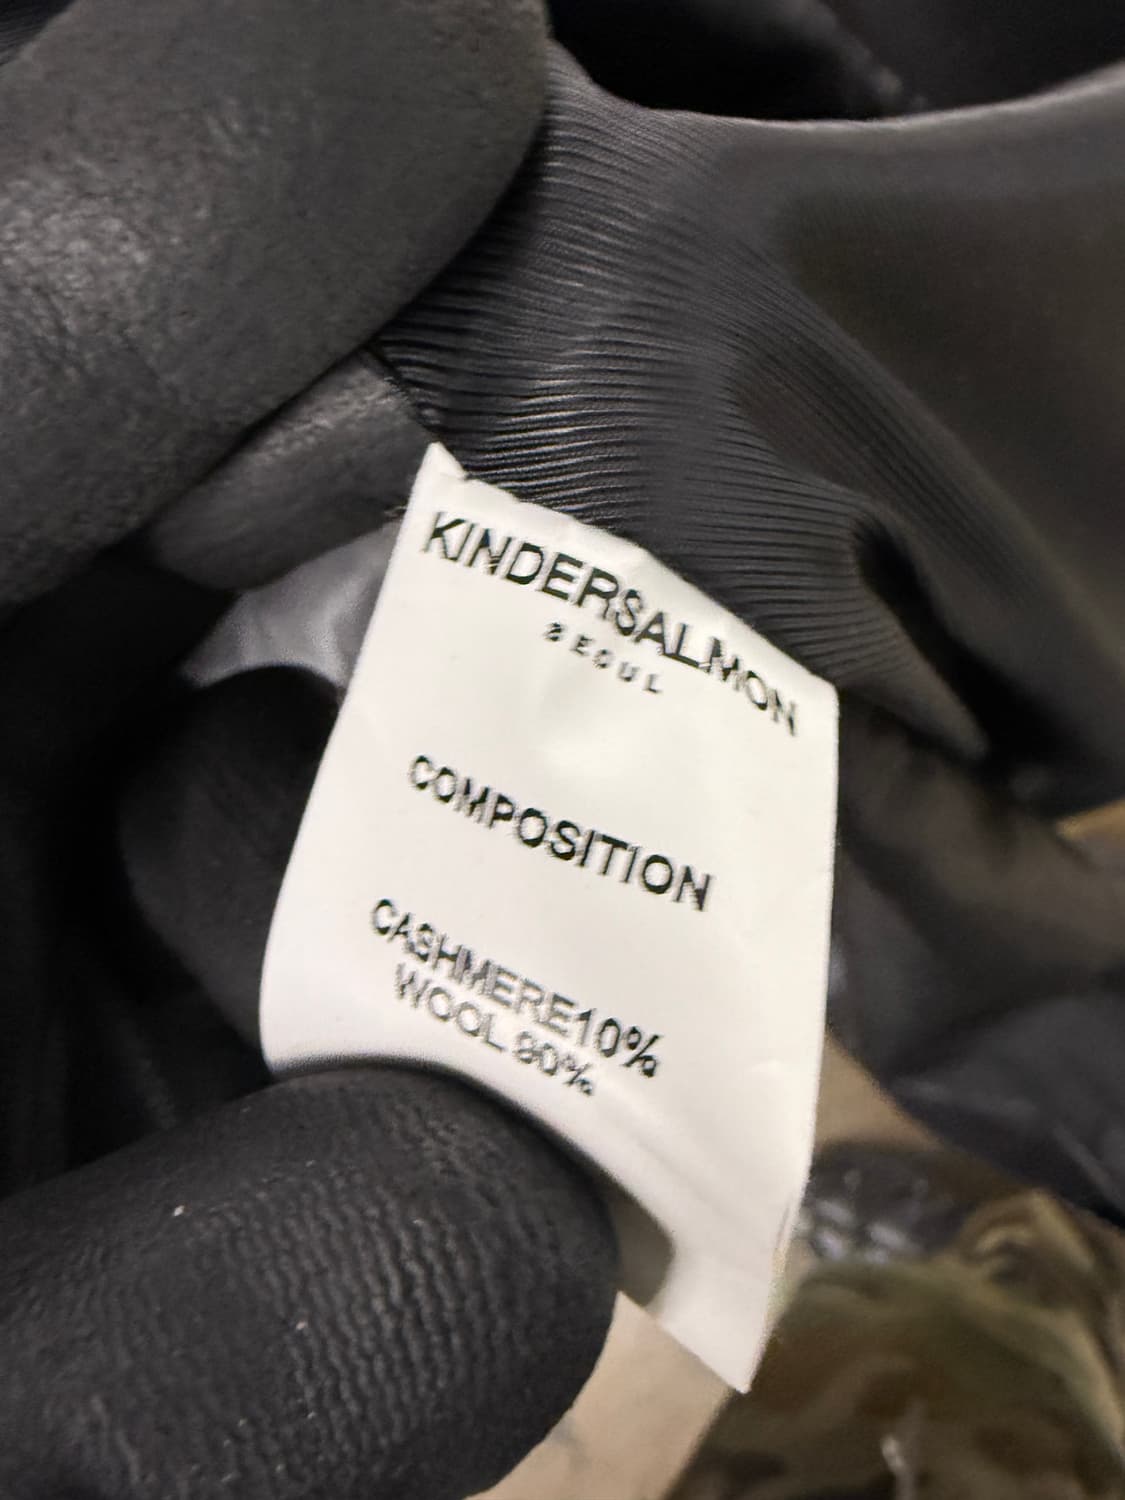 KINDERSALMON
SEOUL
COMPOSITION
CASHMERE10%
WOOL 90%